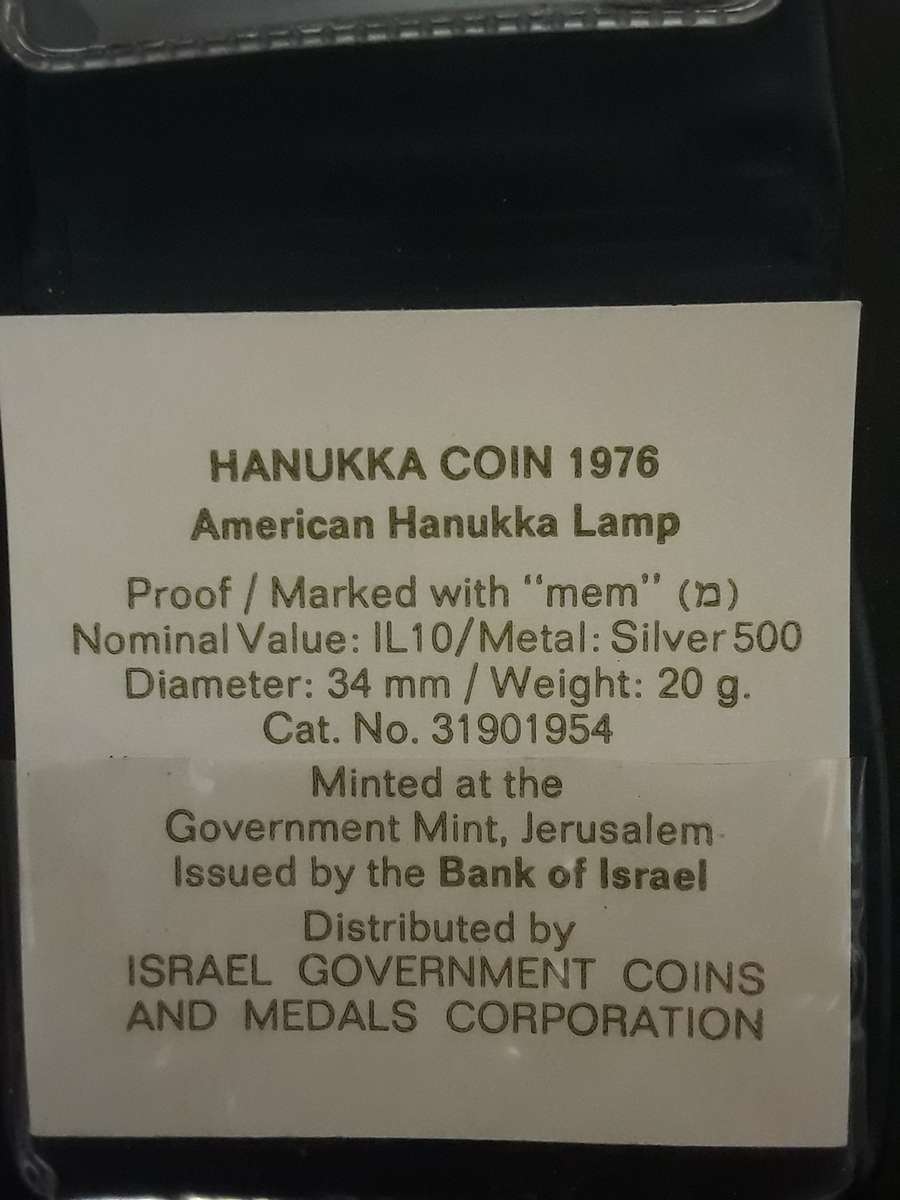 HANUKKA COIN 1976
American Hanukka Lamp
Proof / Marked with “mem” (מ)
Nominal Value: IL10/Metal: Silver 500
Diameter: 34 mm / Weight: 20 g.
Cat. No. 31901954
Minted at the
Government Mint, Jerusalem
Issued by the Bank of Israel
Distributed by
ISRAEL GOVERNMENT COINS
AND MEDALS CORPORATION